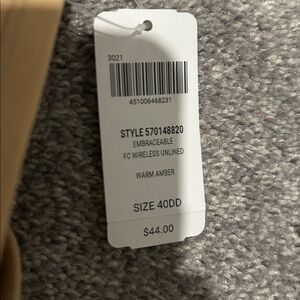 3021
451006468231
STYLE 570148820
EMBRACEABLE
FC WIRELESS UNLINED
WARM AMBER
SIZE 40DD
$44.00